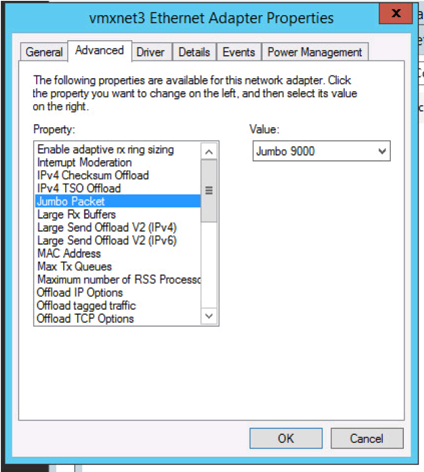 vmxnet3 Ethernet Adapter Properties
x
General Advanced Driver Details Events Power Management
The following properties are available for this network adapter. Click
the property you want to change on the left, and then select its value
on the right.
Property:
Value:
Enable adaptive rx ring sizing
Interrupt Moderation
IPv4 Checksum Offload
IPv4 TSO Offload
Jumbo Packet
Large Rx Buffers
Large Send Offload V2 (IPv4)
Large Send Offload V2 (IPv6)
MAC Address
Max Tx Queues
Maximum number of RSS Processo
Offload IP Options
Offload tagged traffic
Offload TCP Options
Jumbo 9000
OK
Cancel